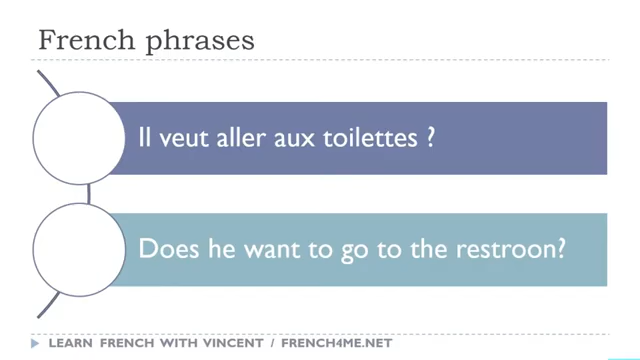 French phrases
Il veut aller aux toilettes ?
Does he want to go to the restroon?
LEARN FRENCH WITH VINCENT / FRENCH4ME.NET